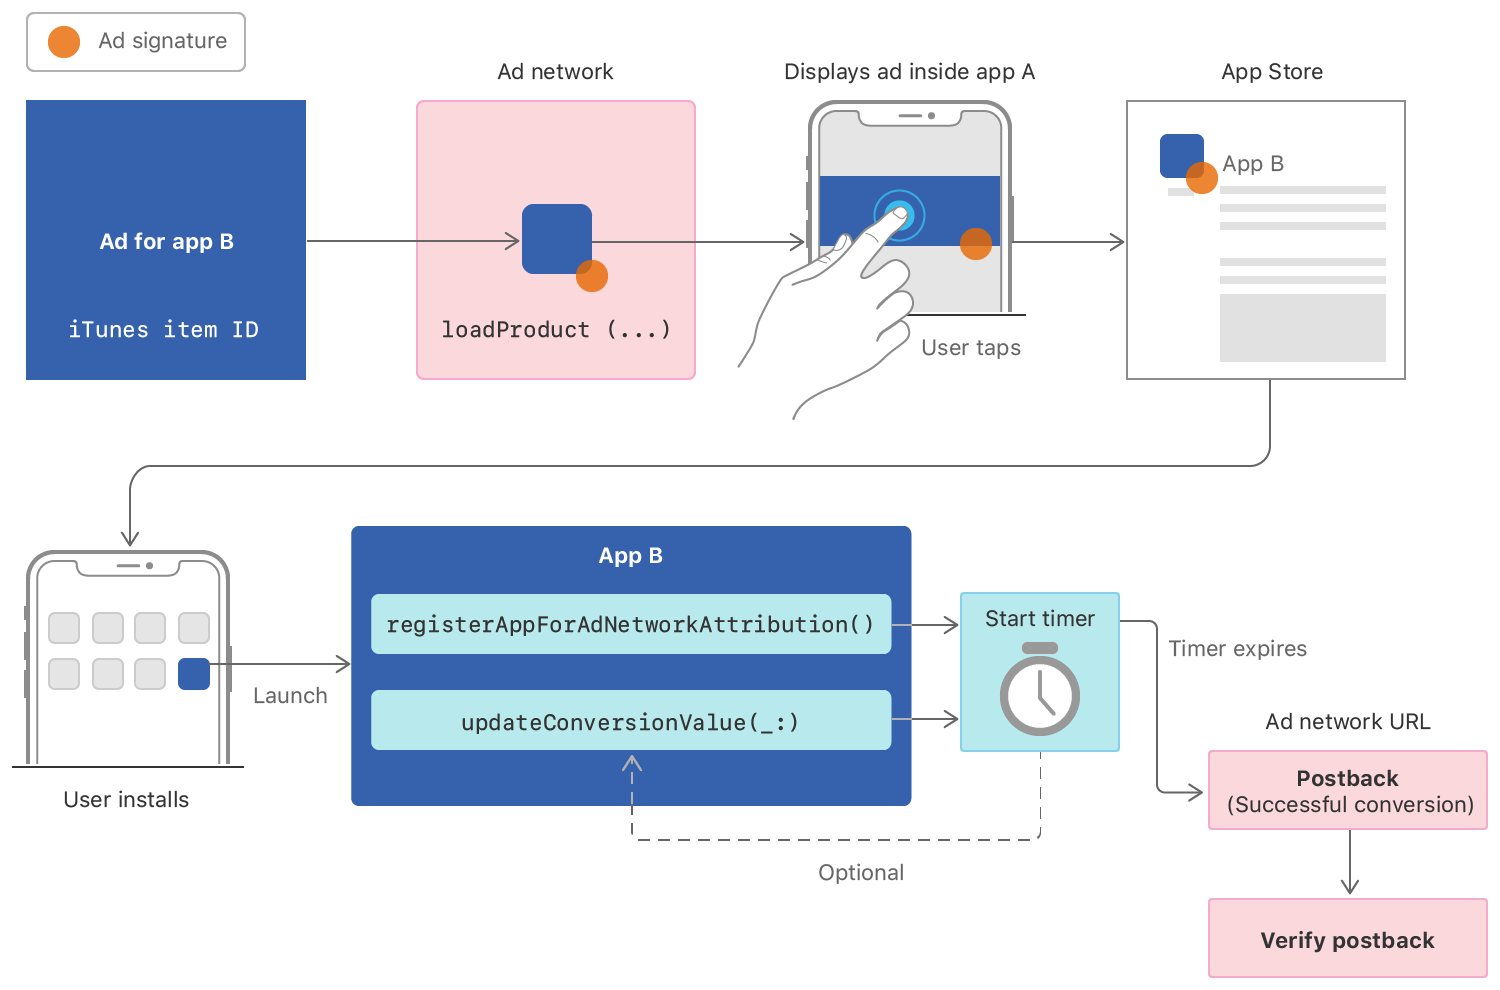 Ad signature
Ad network
Displays ad inside app A
App Store
Ad for app B
iTunes item ID
loadProduct (...)
User taps
App B
App B
registerAppForAdNetworkAttribution()
updateConversionValue(_:)
Launch
User installs
Start timer
Timer expires
Optional
Ad network URL
Postback
(Successful conversion)
Verify postback